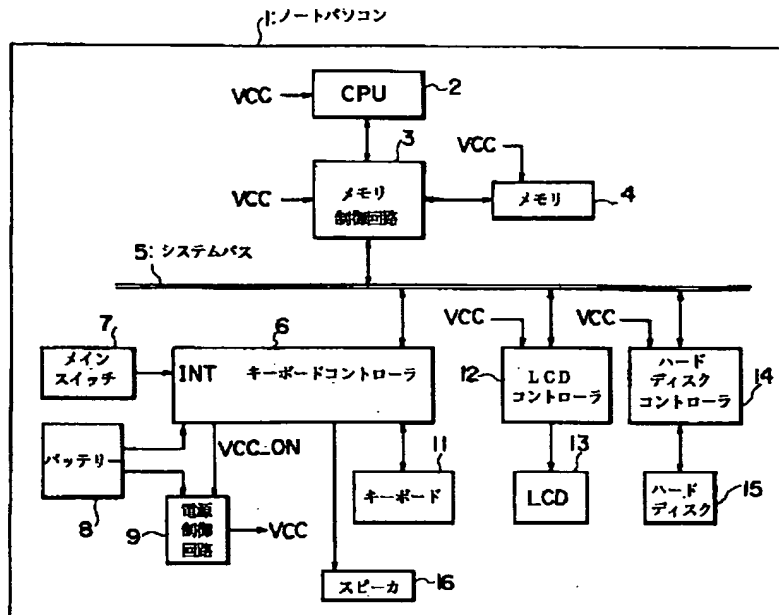 1:ノートパソコン
VCC
CPU
2
3
VCC
VCC
メモリ
制御回路
メモリ
4
5:システムバス
7
メイン
スイッチ
6
INT
キーボードコントローラ
VCC
VCC
12
LCD
コントローラ
ハード
ディスク
コントローラ
14
バッテリー
8
VCC_ON
11
キーボード
13
LCD
ハード
ディスク
15
9
電源
制御
回路
VCC
スピーカ
16